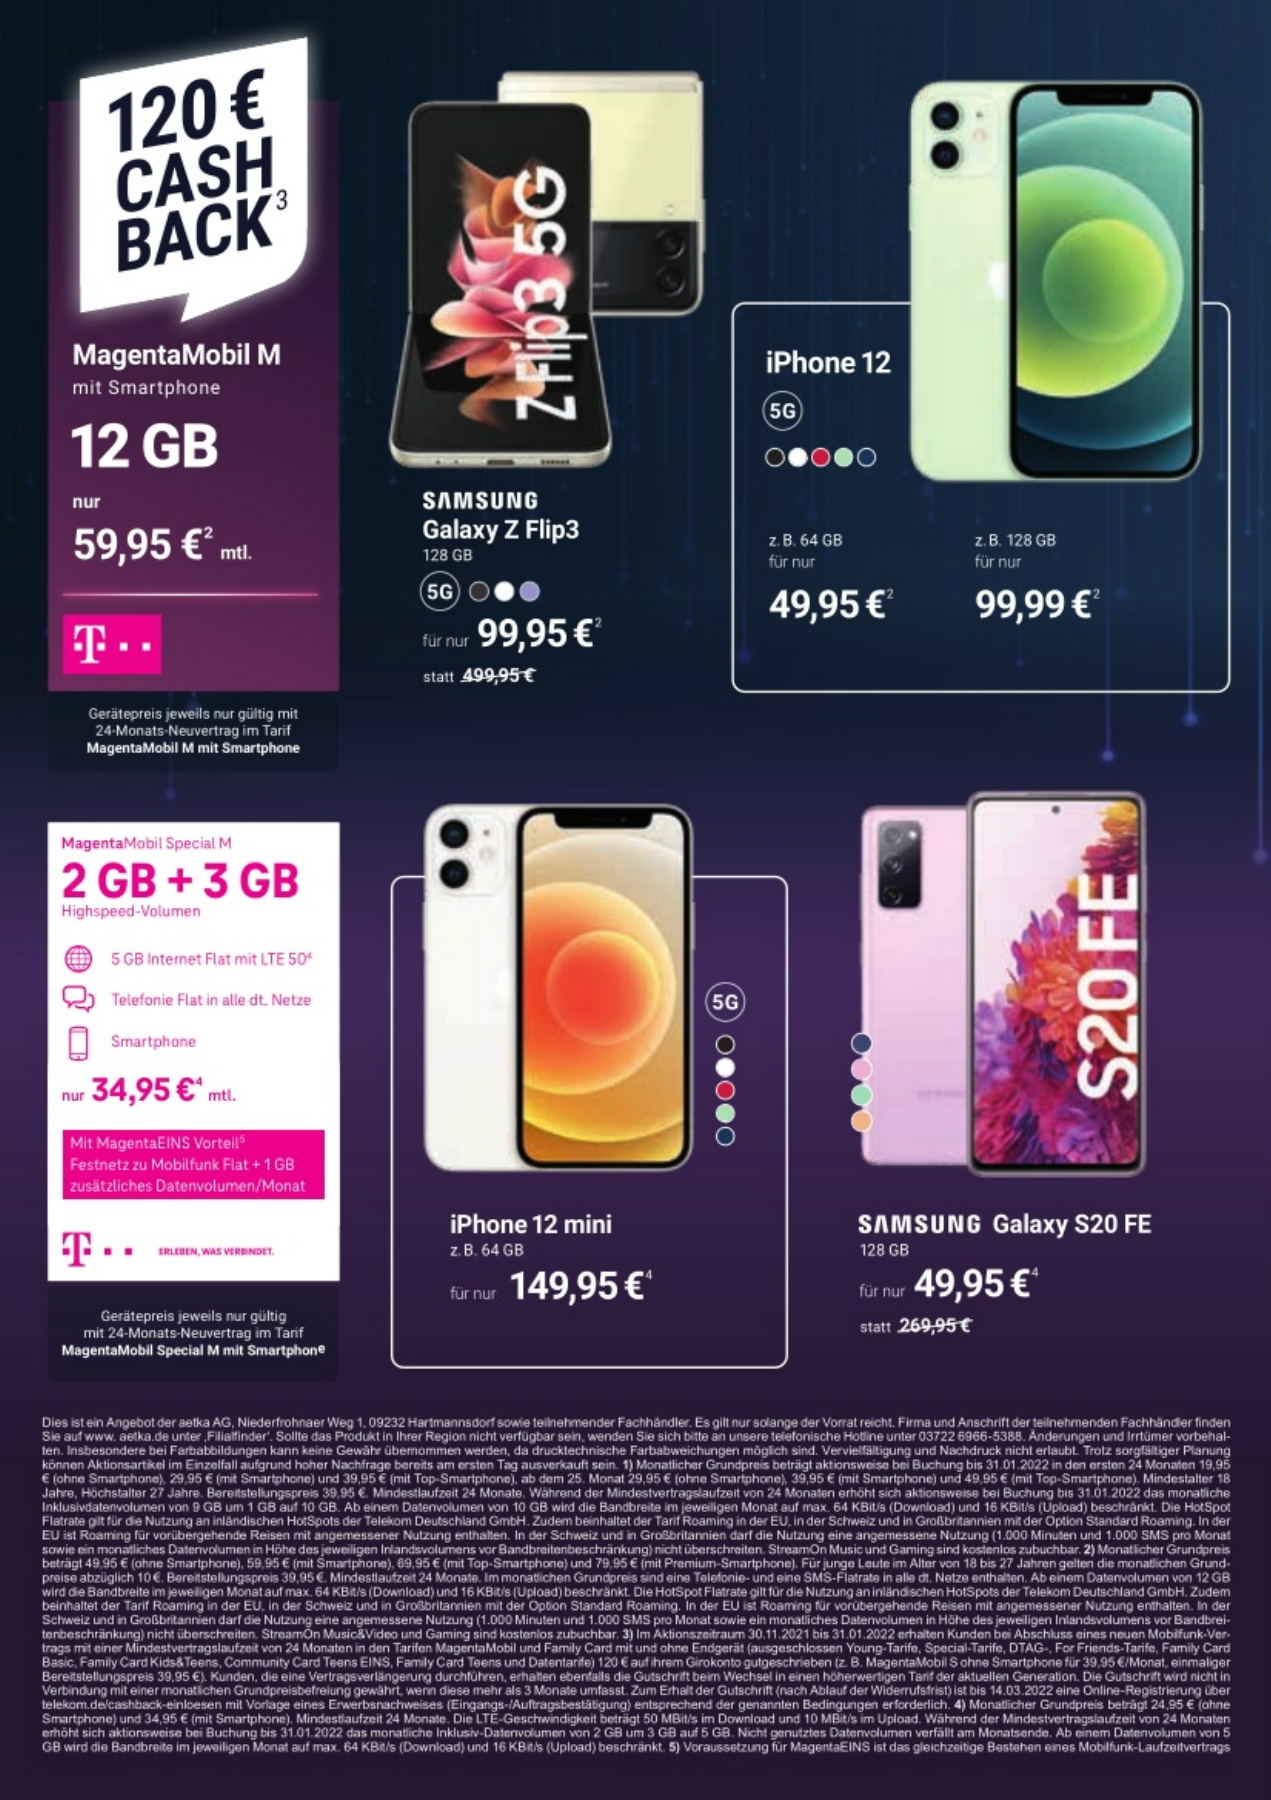 120 €
CASH
BACK³
MagentaMobil M
mit Smartphone
12 GB
nur
59,95 €² mtl.
T
Gerätepreis jeweils nur gültig mit
24-Monats-Neuvertrag im Tarif
MagentaMobil M mit Smartphone
Z Flip3 5G
SAMSUNG
Galaxy Z Flip3
128 GB
5G
für nur 99,95 €²
statt 499,95 €
iPhone 12
5G
z. B. 64 GB
für nur
49,95 €²
z. B. 128 GB
für nur
99,99 €²
MagentaMobil Special M
2 GB + 3 GB
Highspeed-Volumen
5 GB Internet Flat mit LTE 50⁴
Telefonie Flat in alle dt. Netze
Smartphone
nur 34,95 €⁴ mtl.
Mit MagentaEINS Vorteil⁵
Festnetz zu Mobilfunk Flat + 1 GB
zusätzliches Datenvolumen/Monat
T ERLEBEN, WAS VERBINDET.
Gerätepreis jeweils nur gültig
mit 24-Monats-Neuvertrag im Tarif
MagentaMobil Special M mit Smartphone
5G
iPhone 12 mini
z. B. 64 GB
für nur 149,95 €⁴
S20 FE
SAMSUNG Galaxy S20 FE
128 GB
für nur 49,95 €⁴
statt 269,95 €
Dies ist ein Angebot der aetka AG, Niederfrohnaer Weg 1, 09232 Hartmannsdorf sowie teilnehmender Fachhändler. Es gilt nur solange der Vorrat reicht. Firma und Anschrift der teilnehmenden Fachhändler finden
Sie auf www. aetka.de unter ‚Filialfinder'. Sollte das Produkt in Ihrer Region nicht verfügbar sein, wenden Sie sich bitte an unsere telefonische Hotline unter 03722 6966-5388. Änderungen und Irrtümer vorbehal-
ten. Insbesondere bei Farbabbildungen kann keine Gewähr übernommen werden, da drucktechnische Farbabweichungen möglich sind. Vervielfältigung und Nachdruck nicht erlaubt. Trotz sorgfältiger Planung
können Aktionsartikel im Einzelfall aufgrund hoher Nachfrage bereits am ersten Tag ausverkauft sein. 1) Monatlicher Grundpreis beträgt aktionsweise bei Buchung bis 31.01.2022 in den ersten 24 Monaten 19,95
€ (ohne Smartphone), 29,95 € (mit Smartphone) und 39,95 € (mit Top-Smartphone), ab dem 25. Monat 29,95 € (ohne Smartphone), 39,95 € (mit Smartphone) und 49,95 € (mit Top-Smartphone). Mindestalter 18
Jahre, Höchstalter 27 Jahre. Bereitstellungspreis 39,95 €. Mindestlaufzeit 24 Monate. Während der Mindestvertragslaufzeit von 24 Monaten erhöht sich aktionsweise bei Buchung bis 31.01.2022 das monatliche
Inklusivdatenvolumen von 9 GB um 1 GB auf 10 GB. Ab einem Datenvolumen von 10 GB wird die Bandbreite im jeweiligen Monat auf max. 64 KBit/s (Download) und 16 KBit/s (Upload) beschränkt. Die HotSpot
Flatrate gilt für die Nutzung an inländischen HotSpots der Telekom Deutschland GmbH. Zudem beinhaltet der Tarif Roaming in der EU, in der Schweiz und in Großbritannien mit der Option Standard Roaming. In der
EU ist Roaming für vorübergehende Reisen mit angemessener Nutzung enthalten. In der Schweiz und in Großbritannien darf die Nutzung eine angemessene Nutzung (1.000 Minuten und 1.000 SMS pro Monat
sowie ein monatliches Datenvolumen in Höhe des jeweiligen Inlandsvolumens vor Bandbreitenbeschränkung) nicht überschreiten. StreamOn Music und Gaming sind kostenlos zubuchbar. 2) Monatlicher Grundpreis
beträgt 49,95 € (ohne Smartphone), 59,95 € (mit Smartphone), 69,95 € (mit Top-Smartphone) und 79,95 € (mit Premium-Smartphone). Für junge Leute im Alter von 18 bis 27 Jahren gelten die monatlichen Grund-
preise abzüglich 10 €. Bereitstellungspreis 39,95 €. Mindestlaufzeit 24 Monate. Im monatlichen Grundpreis sind eine Telefonie- und eine SMS-Flatrate in alle dt. Netze enthalten. Ab einem Datenvolumen von 12 GB
wird die Bandbreite im jeweiligen Monat auf max. 64 KBit/s (Download) und 16 KBit/s (Upload) beschränkt. Die HotSpot Flatrate gilt für die Nutzung an inländischen HotSpots der Telekom Deutschland GmbH. Zudem
beinhaltet der Tarif Roaming in der EU, in der Schweiz und in Großbritannien mit der Option Standard Roaming. In der EU ist Roaming für vorübergehende Reisen mit angemessener Nutzung enthalten. In der
Schweiz und in Großbritannien darf die Nutzung eine angemessene Nutzung (1.000 Minuten und 1.000 SMS pro Monat sowie ein monatliches Datenvolumen in Höhe des jeweiligen Inlandsvolumens vor Bandbrei-
tenbeschränkung) nicht überschreiten. StreamOn Music&Video und Gaming sind kostenlos zubuchbar. 3) Im Aktionszeitraum 30.11.2021 bis 31.01.2022 erhalten Kunden bei Abschluss eines neuen Mobilfunk-Ver-
trags mit einer Mindestvertragslaufzeit von 24 Monaten in den Tarifen MagentaMobil und Family Card mit und ohne Endgerät (ausgeschlossen Young-Tarife, Special-Tarife, DTAG-, For Friends-Tarife, Family Card
Basic, Family Card Kids&Teens, Community Card Teens EINS, Family Card Teens und Datentarife) 120 € auf ihrem Girokonto gutgeschrieben (z. B. MagentaMobil S ohne Smartphone für 39,95 €/Monat, einmaliger
Bereitstellungspreis 39,95 €). Kunden, die eine Vertragsverlängerung durchführen, erhalten ebenfalls die Gutschrift beim Wechsel in einen höherwertigen Tarif der aktuellen Generation. Die Gutschrift wird nicht in
Verbindung mit einer monatlichen Grundpreisbefreiung gewährt, wenn diese mehr als 3 Monate umfasst. Zum Erhalt der Gutschrift (nach Ablauf der Widerrufsfrist) ist bis 14.03.2022 eine Online-Registrierung über
telekom.de/cashback-einloesen mit Vorlage eines Erwerbsnachweises (Eingangs-/Auftragsbestätigung) entsprechend der genannten Bedingungen erforderlich. 4) Monatlicher Grundpreis beträgt 24,95 € (ohne
Smartphone) und 34,95 € (mit Smartphone). Mindestlaufzeit 24 Monate. Die LTE-Geschwindigkeit beträgt 50 MBit/s im Download und 10 MBit/s im Upload. Während der Mindestvertragslaufzeit von 24 Monaten
erhöht sich aktionsweise bei Buchung bis 31.01.2022 das monatliche Inklusiv-Datenvolumen von 2 GB um 3 GB auf 5 GB. Nicht genutztes Datenvolumen verfällt am Monatsende. Ab einem Datenvolumen von 5
GB wird die Bandbreite im jeweiligen Monat auf max. 64 KBit/s (Download) und 16 KBit/s (Upload) beschränkt. 5) Voraussetzung für MagentaEINS ist das gleichzeitige Bestehen eines Mobilfunk-Laufzeitvertrags